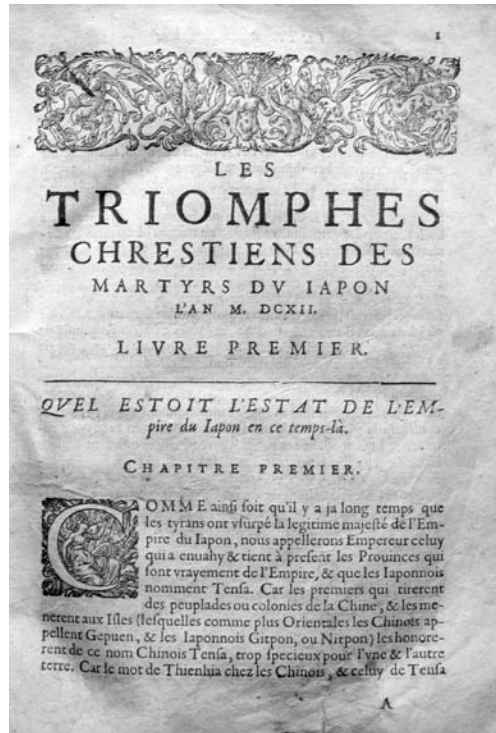 1
LES
TRIOMPHES
CHRESTIENS DES
MARTYRS DV IAPON
L'AN M. DCXII.
LIVRE PREMIER.
QVEL ESTOIT L'ESTAT DE L'EM-
pire du Iapon en ce temps-là.
CHAPITRE PREMIER.
COMME ainſi ſoit qu'il y a ja long temps que
les tyrans ont vſurpé la legitime majeſté de l'Em-
pire du Iapon, nous appellerons Empereur celuy
qui a enuahy & tient à preſent les Prouinces qui
ſont vrayement de l'Empire, & que les Iaponnois
nomment Tenſa. Car les premiers qui tirerent
des peuplades ou colonies de la Chine, & les me-
nerent aux Iſles (leſquelles comme plus Orientales les Chinois ap-
pellent Gepuen, & les Iaponnois Gitpon, ou Nitpon) les honore-
rent de ce nom Chinois Tenſa, trop ſpecieux pour l'vne & l'autre
terre. Car le mot de Thienhia chez les Chinois, & celuy de Tenſa
A